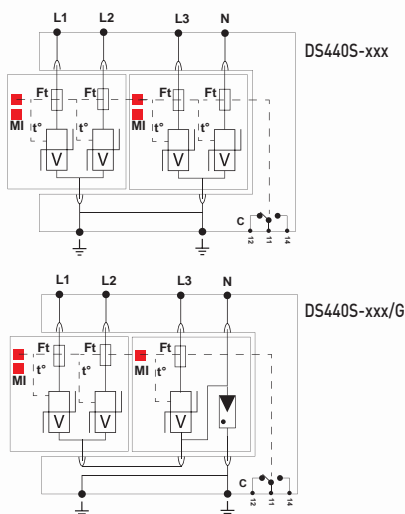 L1 L2 L3 N
DS440S-xxx
Ft Ft Ft Ft
MI MI
t° t° t° t°
V V V V
C
12 11 14
L1 L2 L3 N
DS440S-xxx/G
Ft Ft Ft
MI MI
t° t° t°
V V V
C
12 11 14